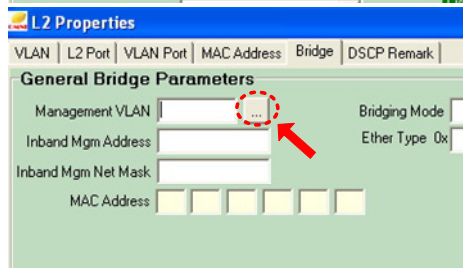 L2 Properties
VLAN L2 Port VLAN Port MAC Address Bridge DSCP Remark
General Bridge Parameters
Management VLAN ... Bridging Mode
Inband Mgm Address Ether Type 0x
Inband Mgm Net Mask
MAC Address